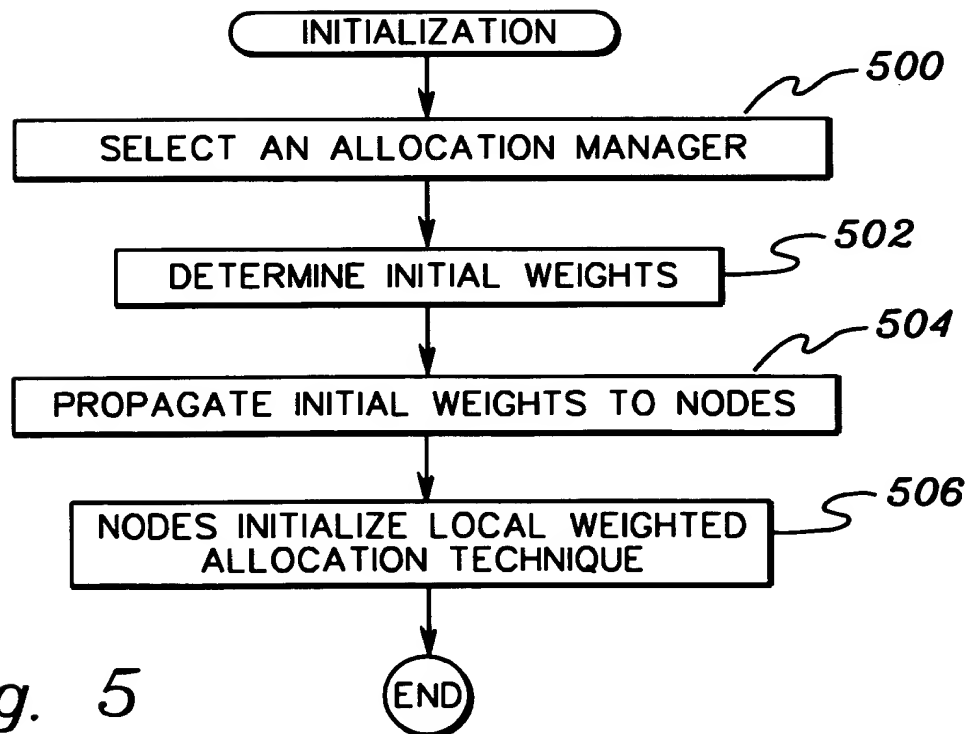 INITIALIZATION
500
SELECT AN ALLOCATION MANAGER
502
DETERMINE INITIAL WEIGHTS
504
PROPAGATE INITIAL WEIGHTS TO NODES
506
NODES INITIALIZE LOCAL WEIGHTED
ALLOCATION TECHNIQUE
END
g. 5